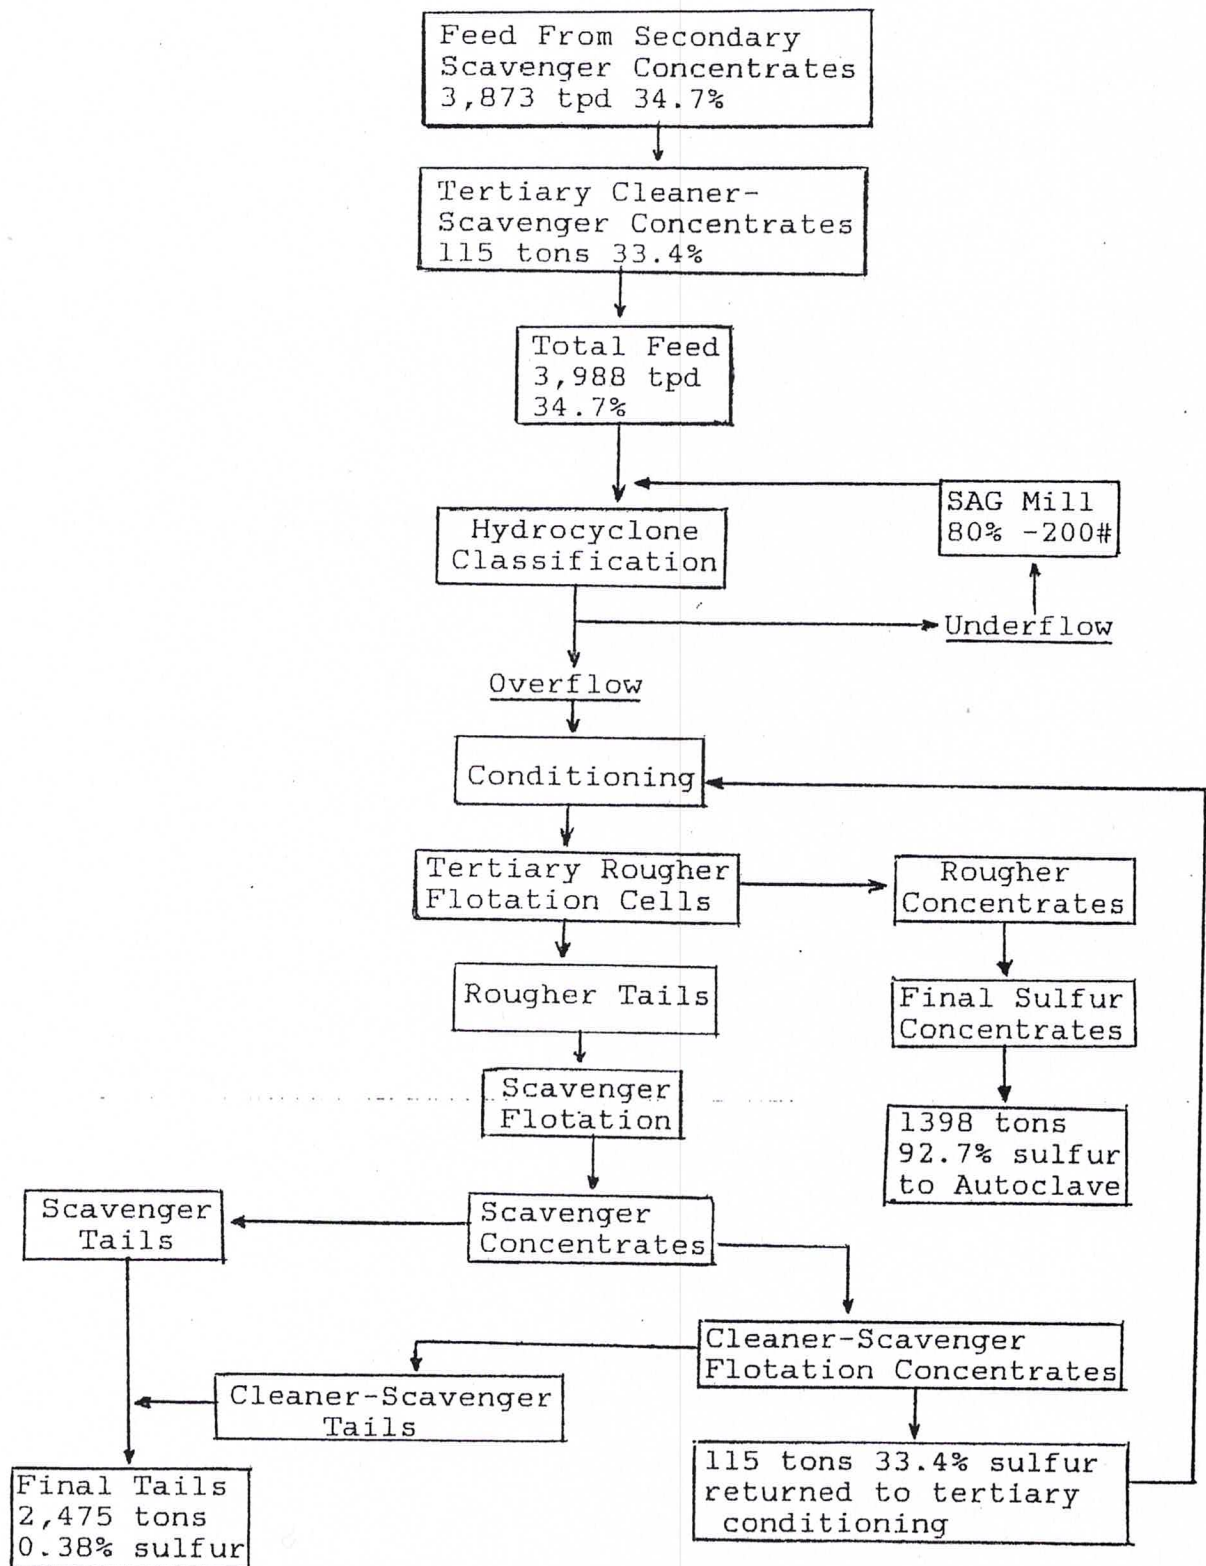 Feed From Secondary
Scavenger Concentrates
3,873 tpd 34.7%
Tertiary Cleaner-
Scavenger Concentrates
115 tons 33.4%
Total Feed
3,988 tpd
34.7%
SAG Mill
80% -200#
Hydrocyclone
Classification
Underflow
Overflow
Conditioning
Tertiary Rougher
Flotation Cells
Rougher
Concentrates
Rougher Tails
Final Sulfur
Concentrates
Scavenger
Flotation
1398 tons
92.7% sulfur
to Autoclave
Scavenger
Tails
Scavenger
Concentrates
Cleaner-Scavenger
Flotation Concentrates
Cleaner-Scavenger
Tails
Final Tails
2,475 tons
0.38% sulfur
115 tons 33.4% sulfur
returned to tertiary
conditioning